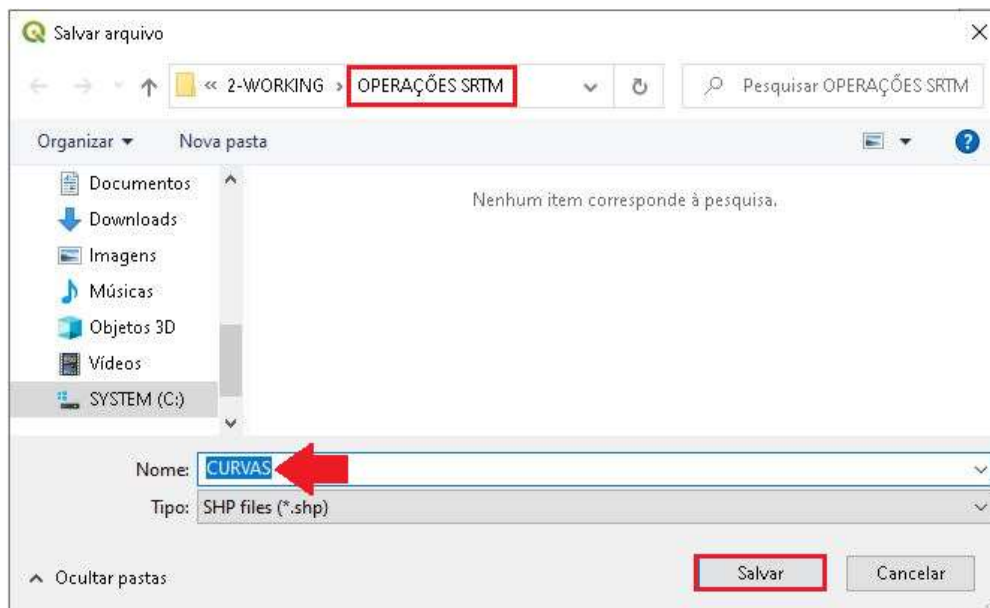 Salvar arquivo
« 2-WORKING › OPERAÇÕES SRTM
Pesquisar OPERAÇÕES SRTM
Organizar
Nova pasta
Documentos
Downloads
Imagens
Músicas
Objetos 3D
Vídeos
SYSTEM (C:)
Nenhum item corresponde à pesquisa.
Nome: CURVAS
Tipo: SHP files (*.shp)
Ocultar pastas
Salvar
Cancelar